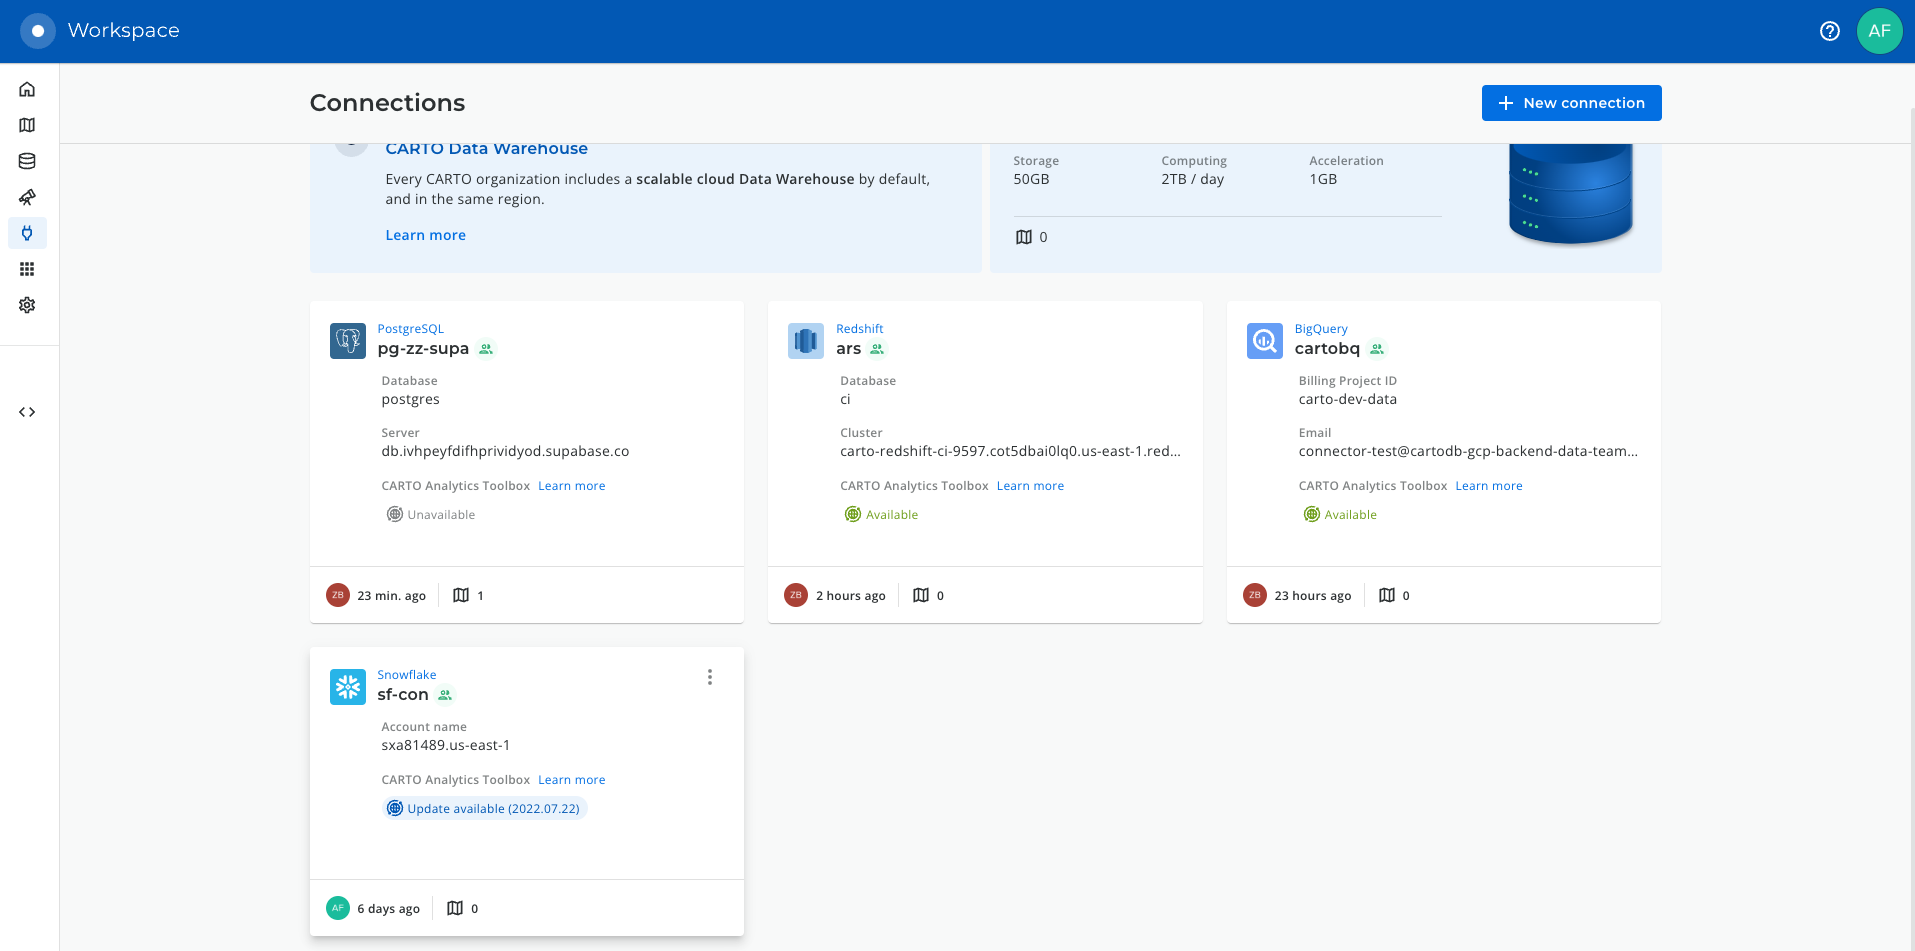 Workspace
AF
Connections
New connection
CARTO Data Warehouse
Every CARTO organization includes a scalable cloud Data Warehouse by default,
and in the same region.
Learn more
Storage
50GB
Computing
2TB / day
Acceleration
1GB
0
PostgreSQL
pg-zz-supa
Database
postgres
Server
db.ivhpeyfdifhprividyod.supabase.co
CARTO Analytics Toolbox Learn more
Unavailable
ZB 23 min. ago 1
Redshift
ars
Database
ci
Cluster
carto-redshift-ci-9597.cot5dbai0lq0.us-east-1.red...
CARTO Analytics Toolbox Learn more
Available
ZB 2 hours ago 0
BigQuery
cartobq
Billing Project ID
carto-dev-data
Email
connector-test@cartodb-gcp-backend-data-team...
CARTO Analytics Toolbox Learn more
Available
ZB 23 hours ago 0
Snowflake
sf-con
Account name
sxa81489.us-east-1
CARTO Analytics Toolbox Learn more
Update available (2022.07.22)
AF 6 days ago 0